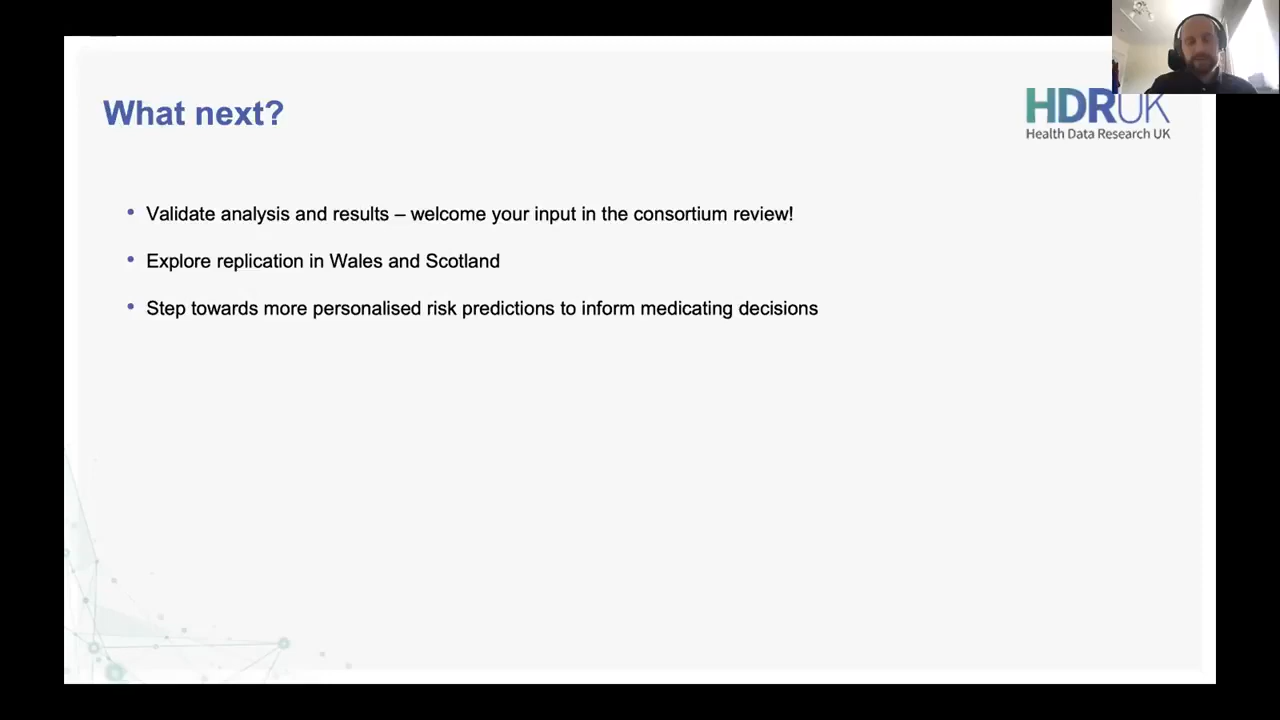 What next?
HDRUK
Health Data Research UK
• Validate analysis and results – welcome your input in the consortium review!
• Explore replication in Wales and Scotland
• Step towards more personalised risk predictions to inform medicating decisions